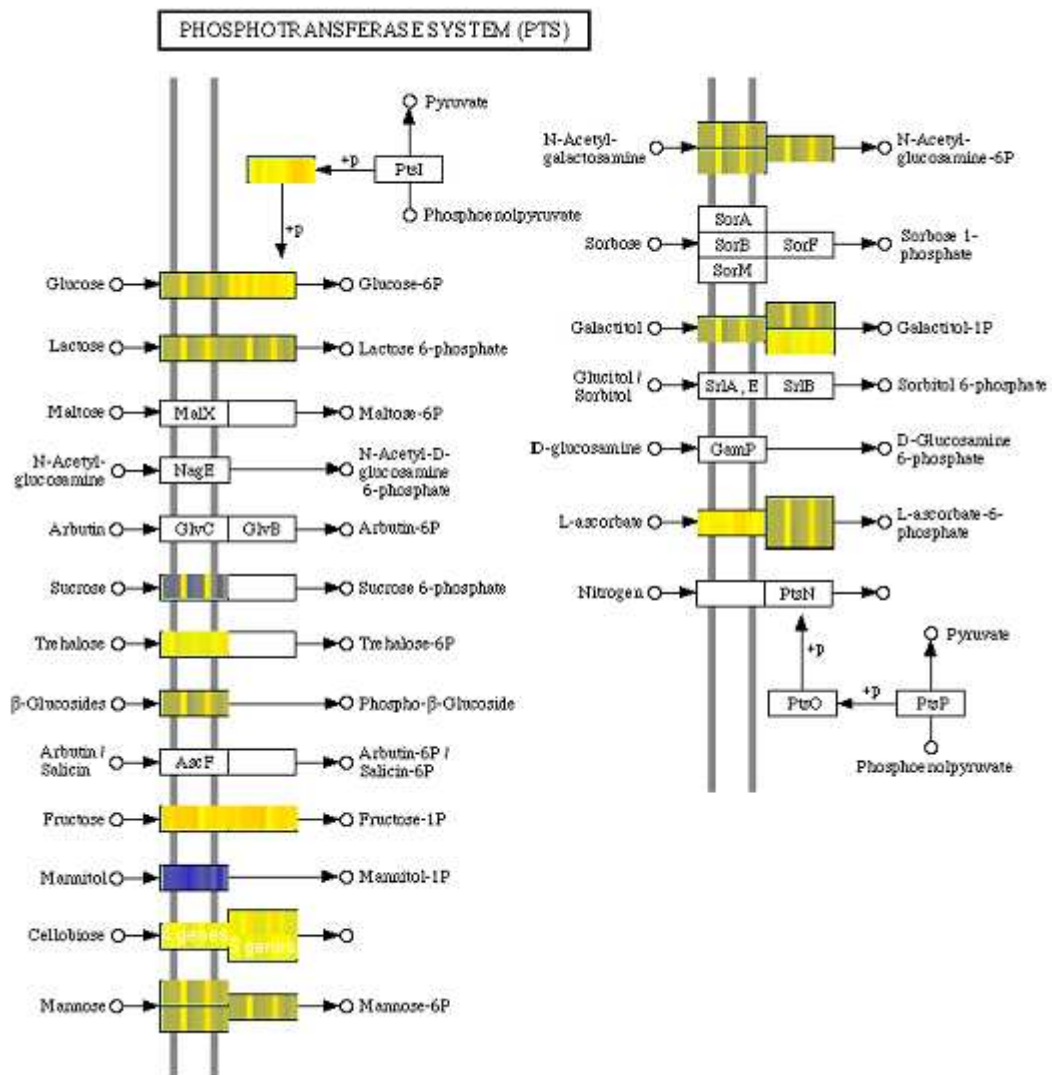 PHOSPHOTRANSFERASE SYSTEM (PTS)
Pyruvate
+p
PtsI
Phosphoenolpyruvate
+p
Glucose
Glucose-6P
Lactose
Lactose 6-phosphate
Maltose
MalX
Maltose-6P
N-Acetyl-
glucosamine
NagE
N-Acetyl-D-
glucosamine
6-phosphate
Arbutin
GlvC
GlvB
Arbutin-6P
Sucrose
Sucrose 6-phosphate
Trehalose
Trehalose-6P
β-Glucosides
Phospho-β-Glucoside
Arbutin /
Salicin
AscF
Arbutin-6P /
Salicin-6P
Fructose
Fructose-1P
Mannitol
Mannitol-1P
Cellobiose
genes
genes
Mannose
Mannose-6P
N-Acetyl-
galactosamine
N-Acetyl-
glucosamine-6P
Sorbose
SorA
SorB
SorF
SorM
Sorbose 1-
phosphate
Galactitol
Galactitol-1P
Glucitol /
Sorbitol
SrlA, E
SrlB
Sorbitol 6-phosphate
D-glucosamine
GamP
D-Glucosamine
6-phosphate
L-ascorbate
L-ascorbate-6-
phosphate
Nitrogen
PtsN
+p
Pyruvate
PtsO
+p
PtsP
Phosphoenolpyruvate